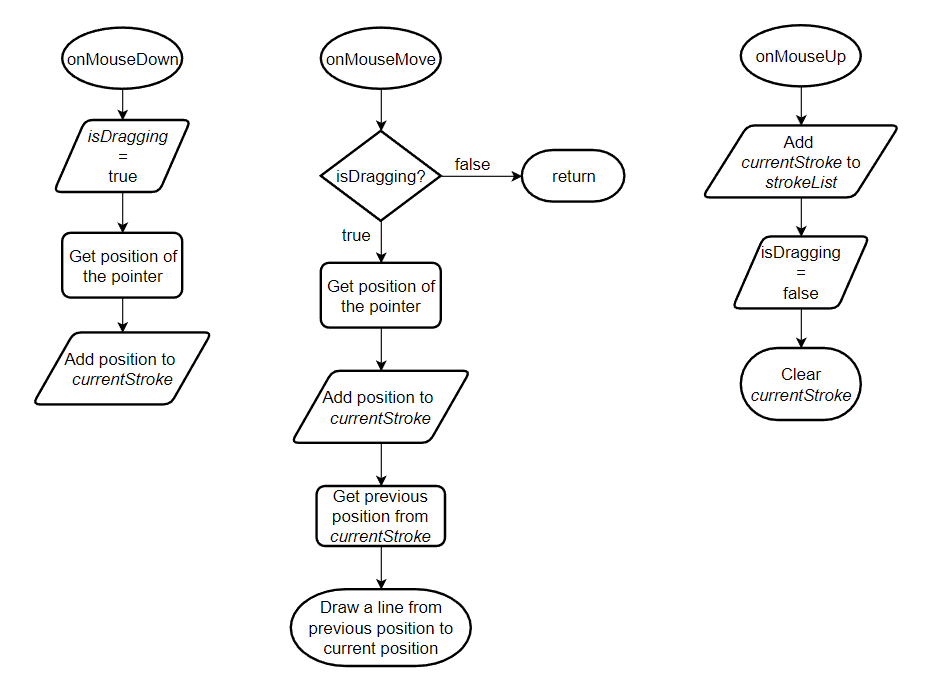 onMouseDown
isDragging
=
true
Get position of
the pointer
Add position to
currentStroke
onMouseMove
isDragging?
false
return
true
Get position of
the pointer
Add position to
currentStroke
Get previous
position from
currentStroke
Draw a line from
previous position to
current position
onMouseUp
Add
currentStroke to
strokeList
isDragging
=
false
Clear
currentStroke